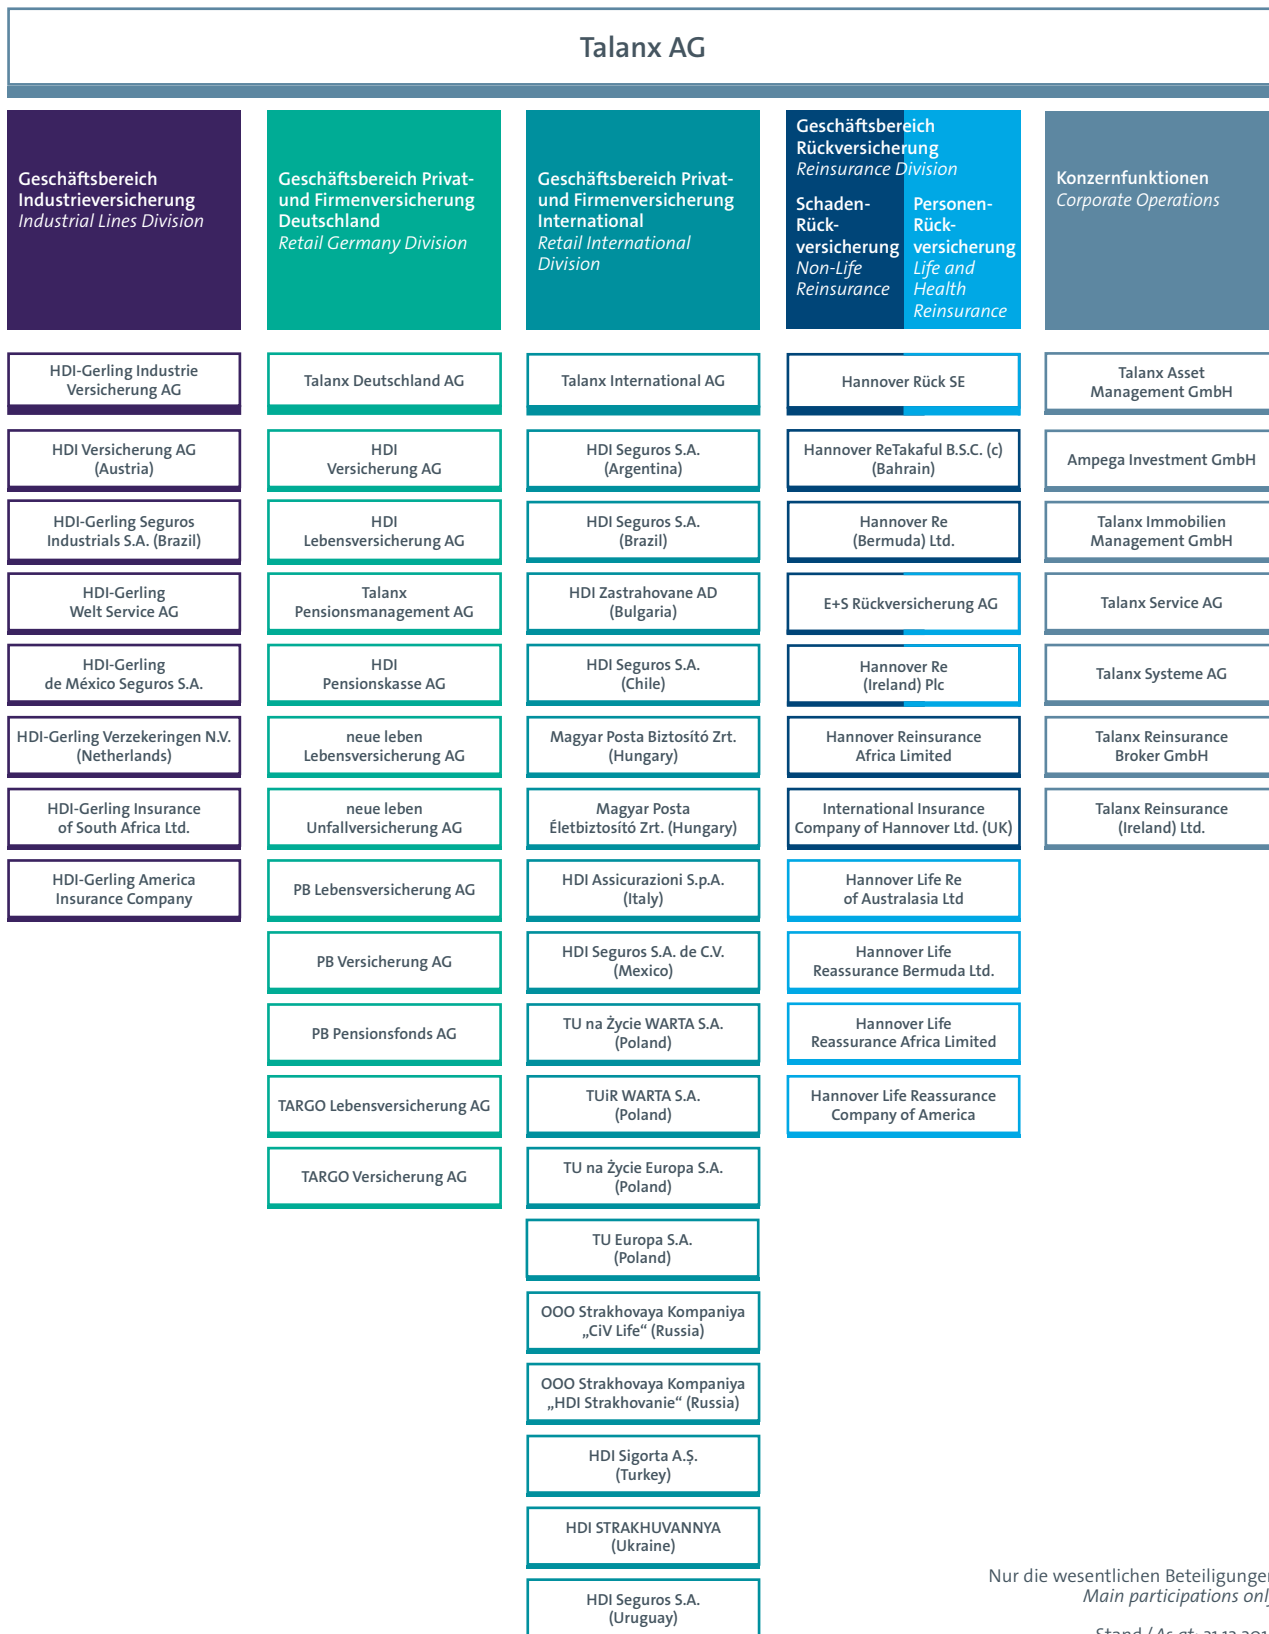 Talanx AG
Geschäftsbereich
Industrieversicherung
Industrial Lines Division
Geschäftsbereich Privat-
und Firmenversicherung
Deutschland
Retail Germany Division
Geschäftsbereich Privat-
und Firmenversicherung
International
Retail International
Division
Geschäftsbereich
Rückversicherung
Reinsurance Division
Schaden-
Rück-
versicherung
Non-Life
Reinsurance
Personen-
Rück-
versicherung
Life and
Health
Reinsurance
Konzernfunktionen
Corporate Operations
HDI-Gerling Industrie
Versicherung AG
HDI Versicherung AG
(Austria)
HDI-Gerling Seguros
Industrials S.A. (Brazil)
HDI-Gerling
Welt Service AG
HDI-Gerling
de México Seguros S.A.
HDI-Gerling Verzekeringen N.V.
(Netherlands)
HDI-Gerling Insurance
of South Africa Ltd.
HDI-Gerling America
Insurance Company
Talanx Deutschland AG
HDI
Versicherung AG
HDI
Lebensversicherung AG
Talanx
Pensionsmanagement AG
HDI
Pensionskasse AG
neue leben
Lebensversicherung AG
neue leben
Unfallversicherung AG
PB Lebensversicherung AG
PB Versicherung AG
PB Pensionsfonds AG
TARGO Lebensversicherung AG
TARGO Versicherung AG
Talanx International AG
HDI Seguros S.A.
(Argentina)
HDI Seguros S.A.
(Brazil)
HDI Zastrahovane AD
(Bulgaria)
HDI Seguros S.A.
(Chile)
Magyar Posta Biztosító Zrt.
(Hungary)
Magyar Posta
Életbiztosító Zrt. (Hungary)
HDI Assicurazioni S.p.A.
(Italy)
HDI Seguros S.A. de C.V.
(Mexico)
TU na Życie WARTA S.A.
(Poland)
TUiR WARTA S.A.
(Poland)
TU na Życie Europa S.A.
(Poland)
TU Europa S.A.
(Poland)
OOO Strakhovaya Kompaniya
„CiV Life“ (Russia)
OOO Strakhovaya Kompaniya
„HDI Strakhovanie“ (Russia)
HDI Sigorta A.Ş.
(Turkey)
HDI STRAKHUVANNYA
(Ukraine)
HDI Seguros S.A.
(Uruguay)
Hannover Rück SE
Hannover ReTakaful B.S.C. (c)
(Bahrain)
Hannover Re
(Bermuda) Ltd.
E+S Rückversicherung AG
Hannover Re
(Ireland) Plc
Hannover Reinsurance
Africa Limited
International Insurance
Company of Hannover Ltd. (UK)
Hannover Life Re
of Australasia Ltd
Hannover Life
Reassurance Bermuda Ltd.
Hannover Life
Reassurance Africa Limited
Hannover Life Reassurance
Company of America
Talanx Asset
Management GmbH
Ampega Investment GmbH
Talanx Immobilien
Management GmbH
Talanx Service AG
Talanx Systeme AG
Talanx Reinsurance
Broker GmbH
Talanx Reinsurance
(Ireland) Ltd.
Nur die wesentlichen Beteiligungen
Main participations only
Stand / As at: